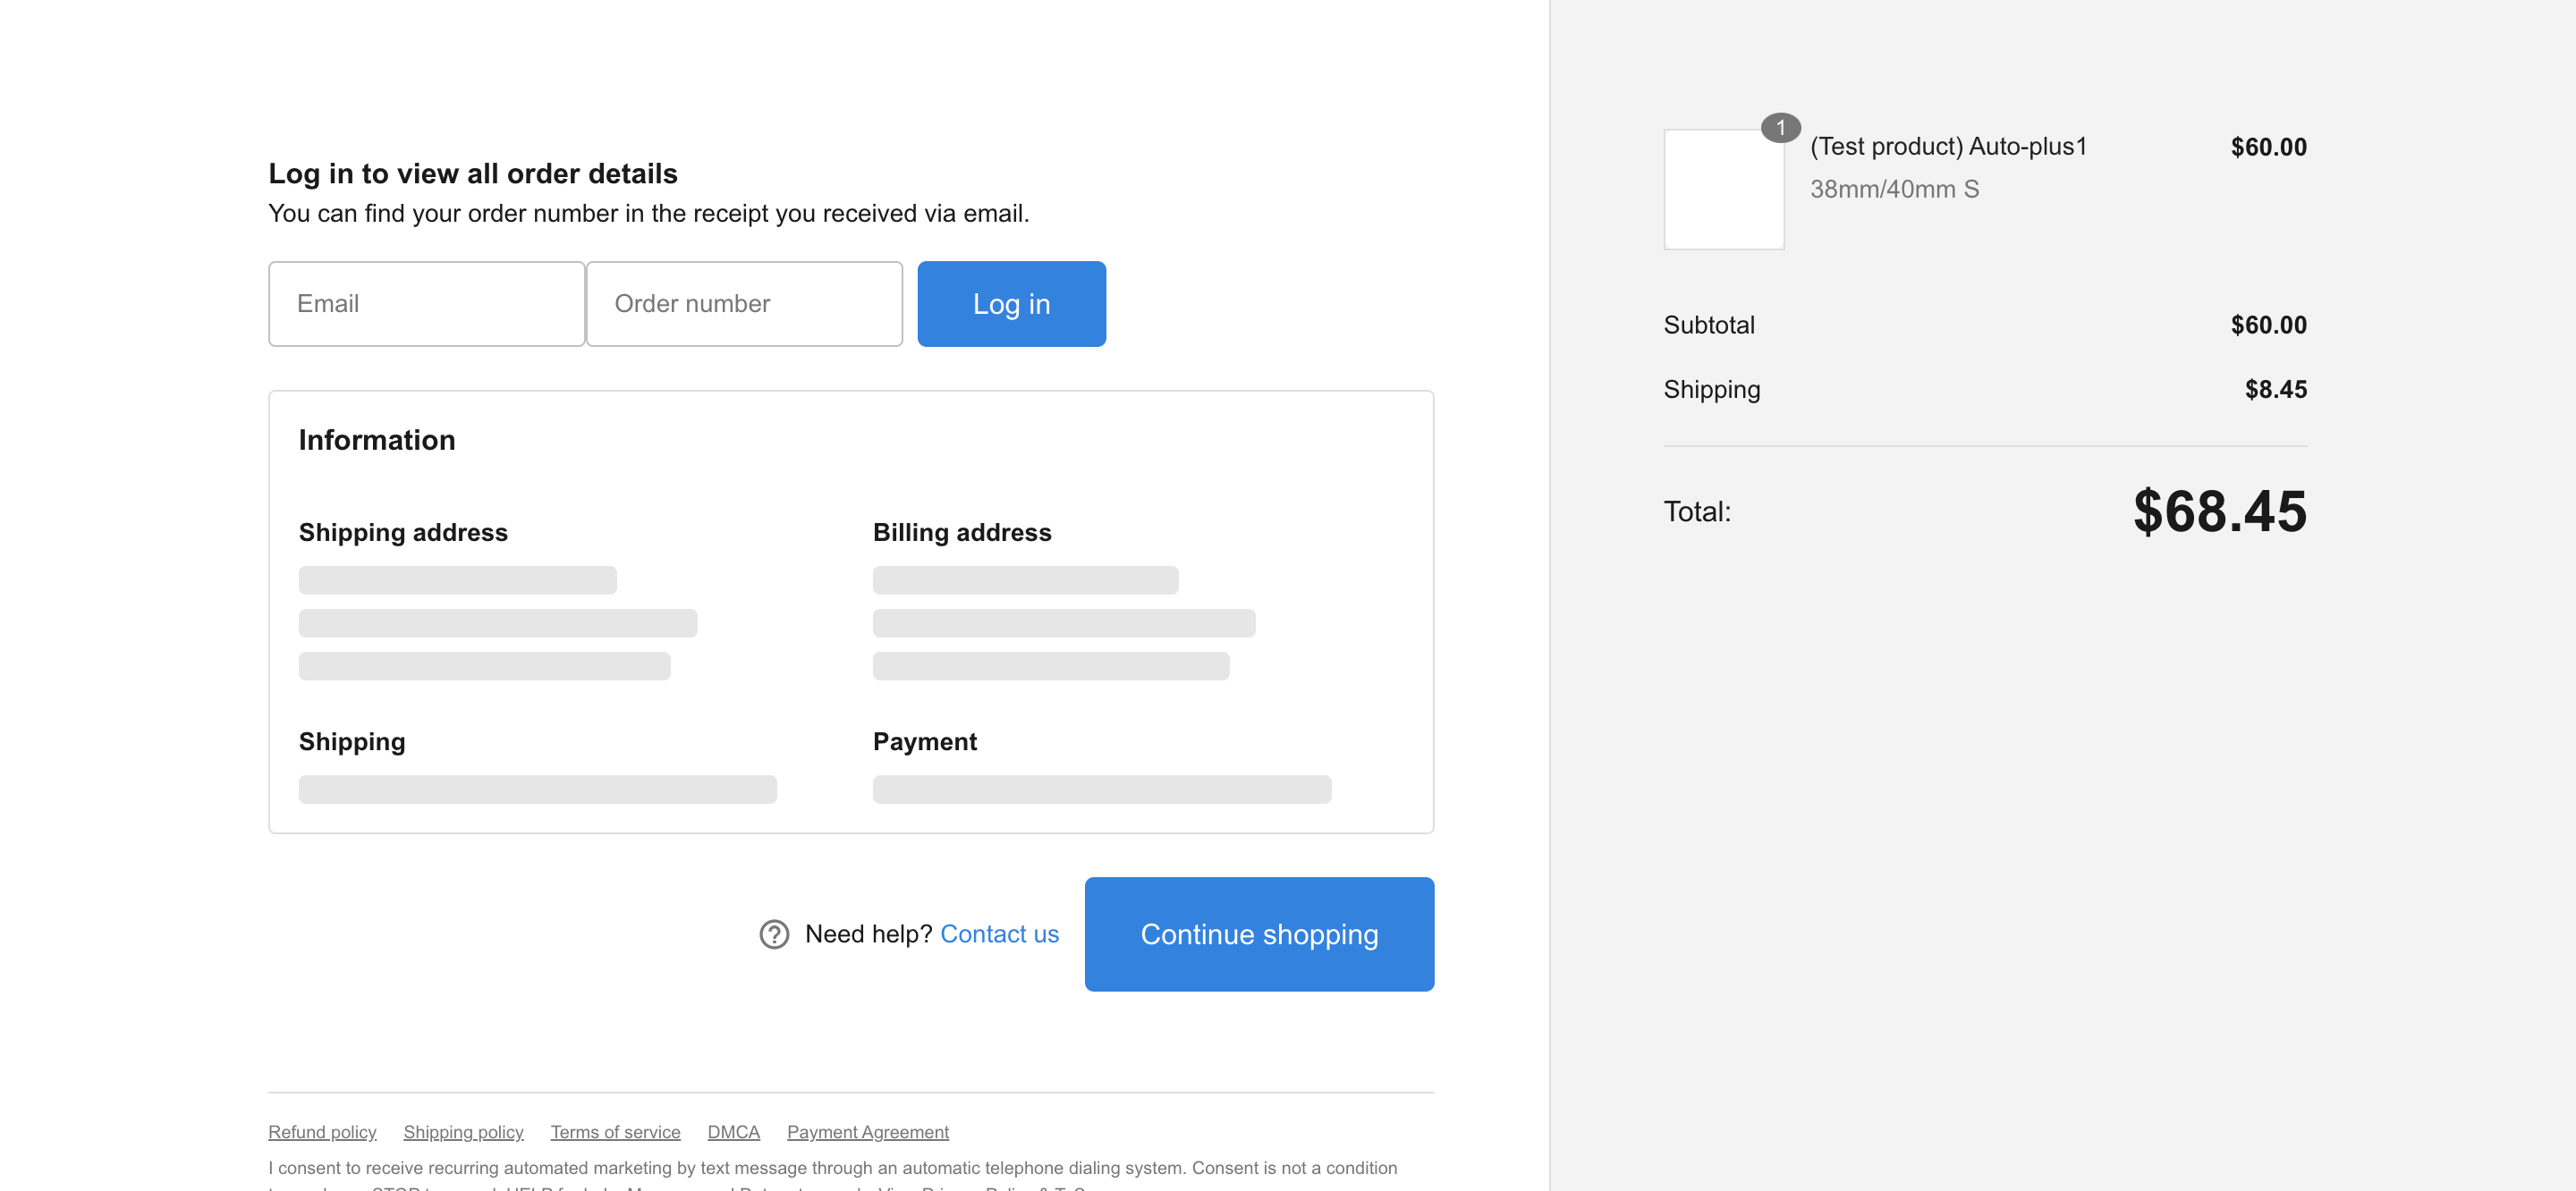 Log in to view all order details
You can find your order number in the receipt you received via email.
Email
Order number
Log in
Information
Shipping address
Billing address
Shipping
Payment
Need help? Contact us
Continue shopping
Refund policy Shipping policy Terms of service DMCA Payment Agreement
I consent to receive recurring automated marketing by text message through an automatic telephone dialing system. Consent is not a condition
1
(Test product) Auto-plus1 $60.00
38mm/40mm S
Subtotal $60.00
Shipping $8.45
Total: $68.45